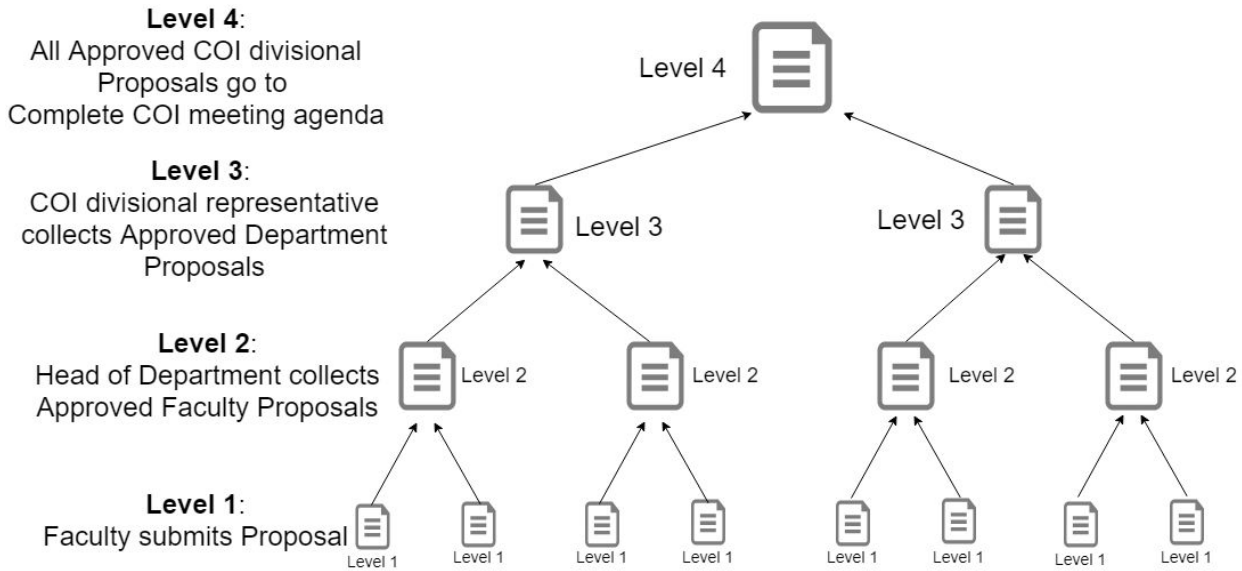 Level 4:
All Approved COI divisional
Proposals go to
Complete COI meeting agenda
Level 4
Level 3:
COI divisional representative
collects Approved Department
Proposals
Level 3
Level 3
Level 2:
Head of Department collects
Approved Faculty Proposals
Level 2
Level 2
Level 2
Level 2
Level 1:
Faculty submits Proposal
Level 1
Level 1
Level 1
Level 1
Level 1
Level 1
Level 1
Level 1